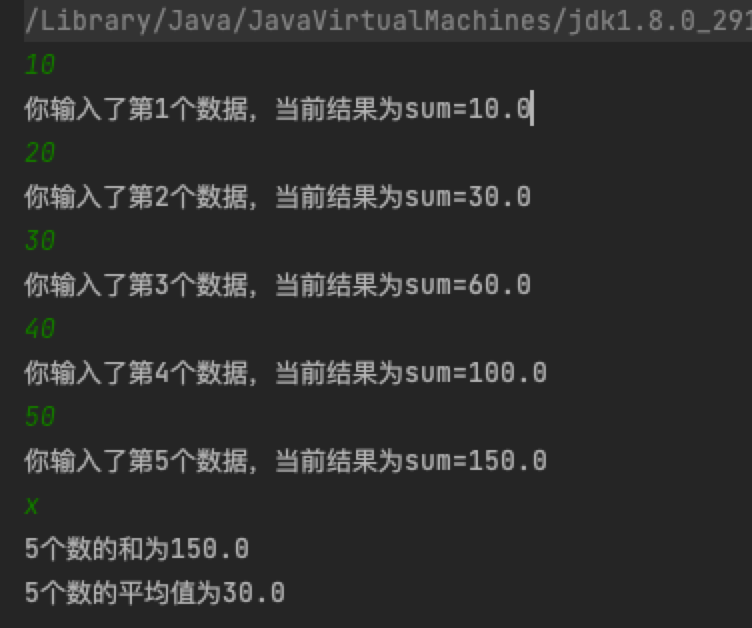 /Library/Java/JavaVirtualMachines/jdk1.8.0_291
10
你输入了第1个数据，当前结果为sum=10.0
20
你输入了第2个数据，当前结果为sum=30.0
30
你输入了第3个数据，当前结果为sum=60.0
40
你输入了第4个数据，当前结果为sum=100.0
50
你输入了第5个数据，当前结果为sum=150.0
x
5个数的和为150.0
5个数的平均值为30.0